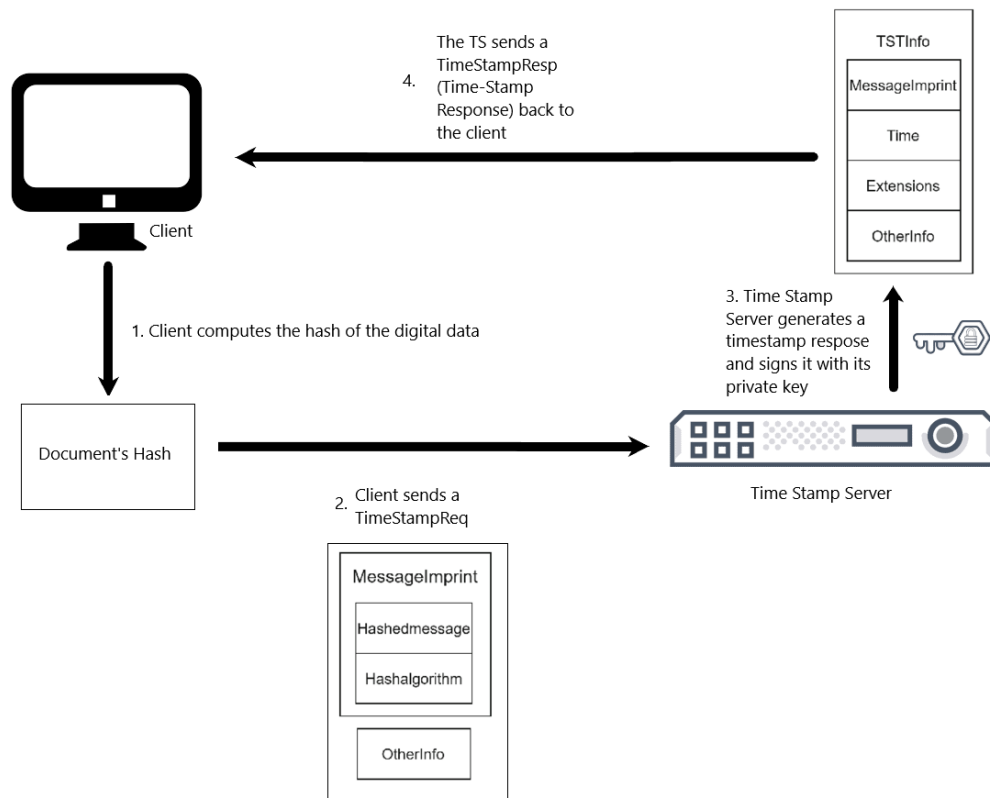 The TS sends a
TimeStampResp
4. (Time-Stamp
Response) back to
the client
TSTInfo
MessageImprint
Time
Extensions
OtherInfo
Client
1. Client computes the hash of the digital data
3. Time Stamp
Server generates a
timestamp respose
and signs it with its
private key
Document's Hash
Time Stamp Server
2. Client sends a
TimeStampReq
MessageImprint
Hashedmessage
Hashalgorithm
OtherInfo